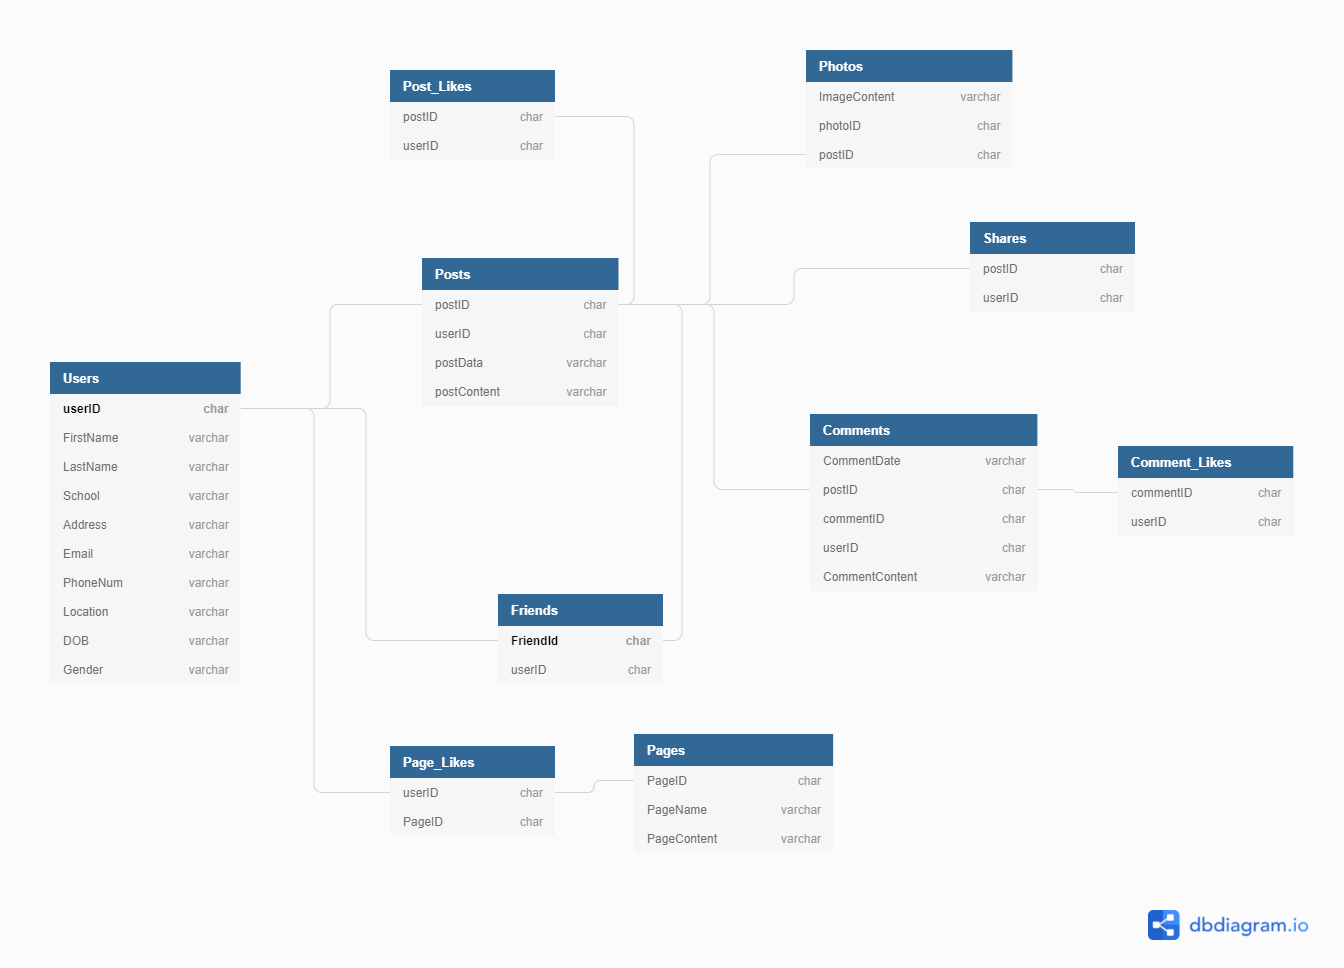 Post_Likes
postID char
userID char
Photos
ImageContent varchar
photoID char
postID char
Shares
postID char
userID char
Posts
postID char
userID char
postData varchar
postContent varchar
Users
userID char
FirstName varchar
LastName varchar
School varchar
Address varchar
Email varchar
PhoneNum varchar
Location varchar
DOB varchar
Gender varchar
Comments
CommentDate varchar
postID char
commentID char
userID char
CommentContent varchar
Comment_Likes
commentID char
userID char
Friends
FriendId char
userID char
Page_Likes
userID char
PageID char
Pages
PageID char
PageName varchar
PageContent varchar
dbdiagram.io